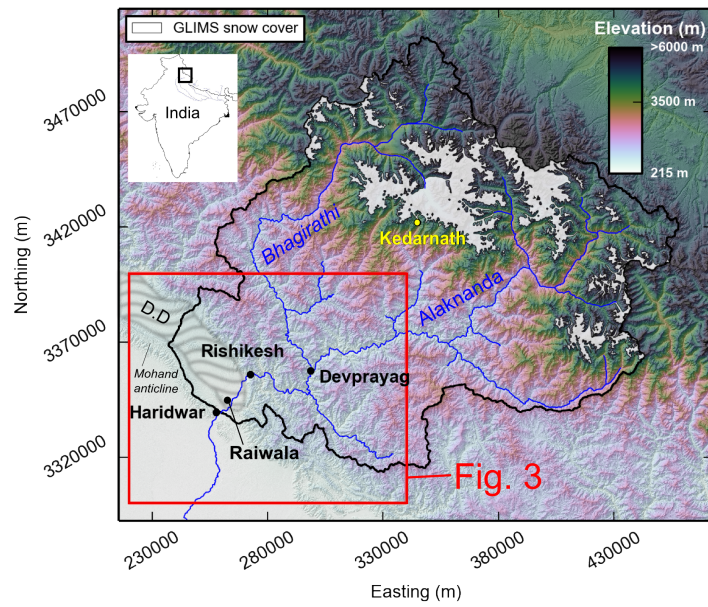 GLIMS snow cover
Elevation (m)
>6000 m
3500 m
215 m
India
3470000
3420000
3370000
3320000
Northing (m)
Bhagirathi
Kedarnath
Alaknanda
D.D
Mohand
anticline
Rishikesh
Devprayag
Haridwar
Raiwala
Fig. 3
230000
280000
330000
380000
430000
Easting (m)